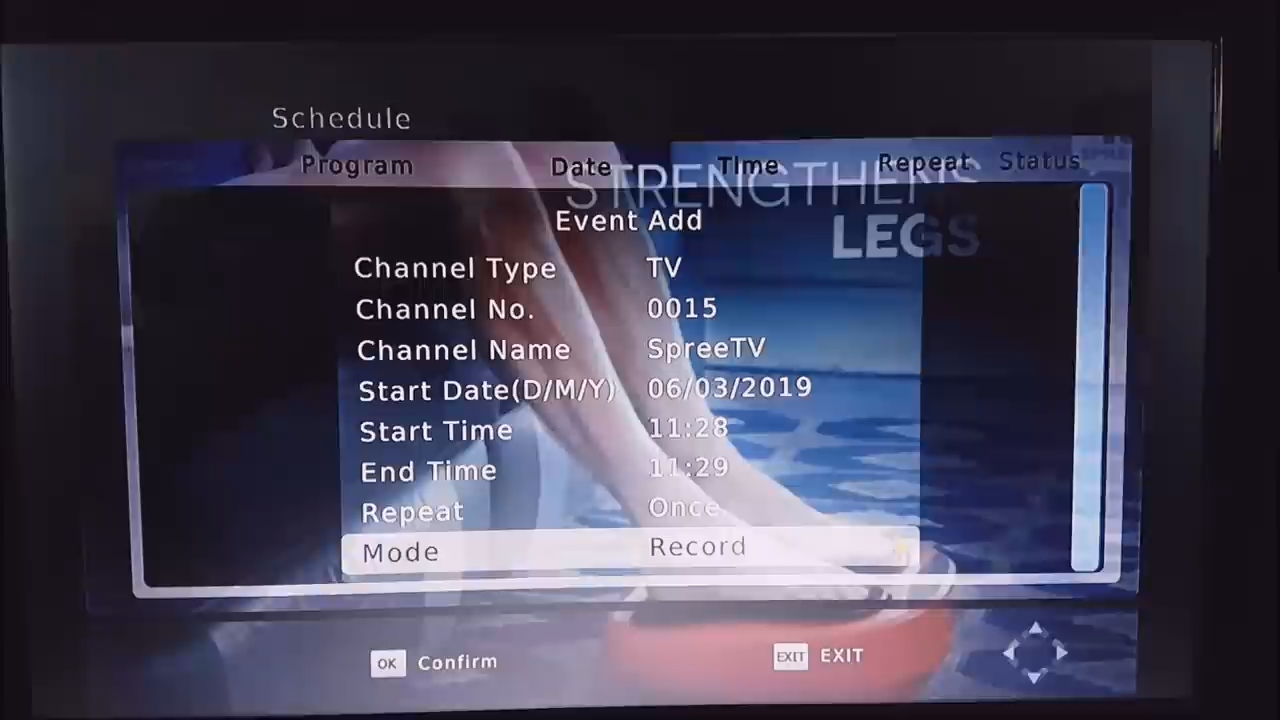 Schedule
Program Date Time Repeat Status
STRENGTHENS
LEGS
Event Add
Channel Type TV
Channel No. 0015
Channel Name SpreeTV
Start Date(D/M/Y) 06/03/2019
Start Time 11:28
End Time 11:29
Repeat Once
Mode Record
OK Confirm EXIT EXIT